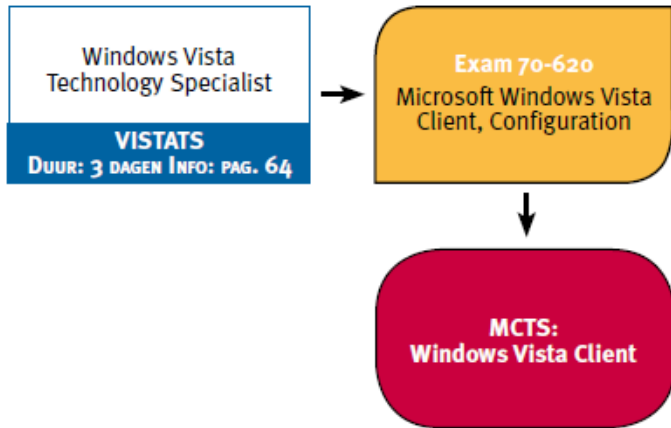 Windows Vista
Technology Specialist
VISTATS
Duur: 3 dagen Info: pag. 64
Exam 70-620
Microsoft Windows Vista
Client, Configuration
MCTS:
Windows Vista Client